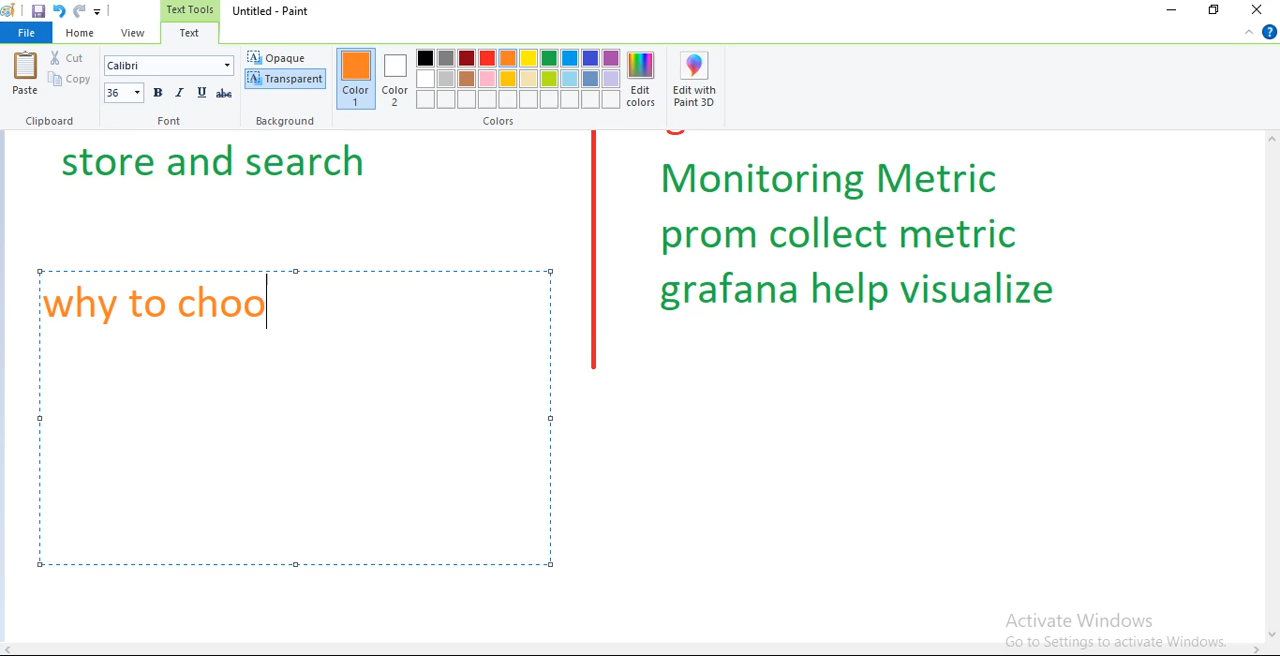 Text Tools
Untitled - Paint
File
Home
View
Text
Paste
Cut
Copy
Clipboard
Calibri
36
B
I
U
abc
Font
Opaque
Transparent
Background
Color 1
Color 2
Edit colors
Colors
Edit with Paint 3D
store and search
why to choo
Monitoring Metric
prom collect metric
grafana help visualize
Activate Windows
Go to Settings to activate Windows.